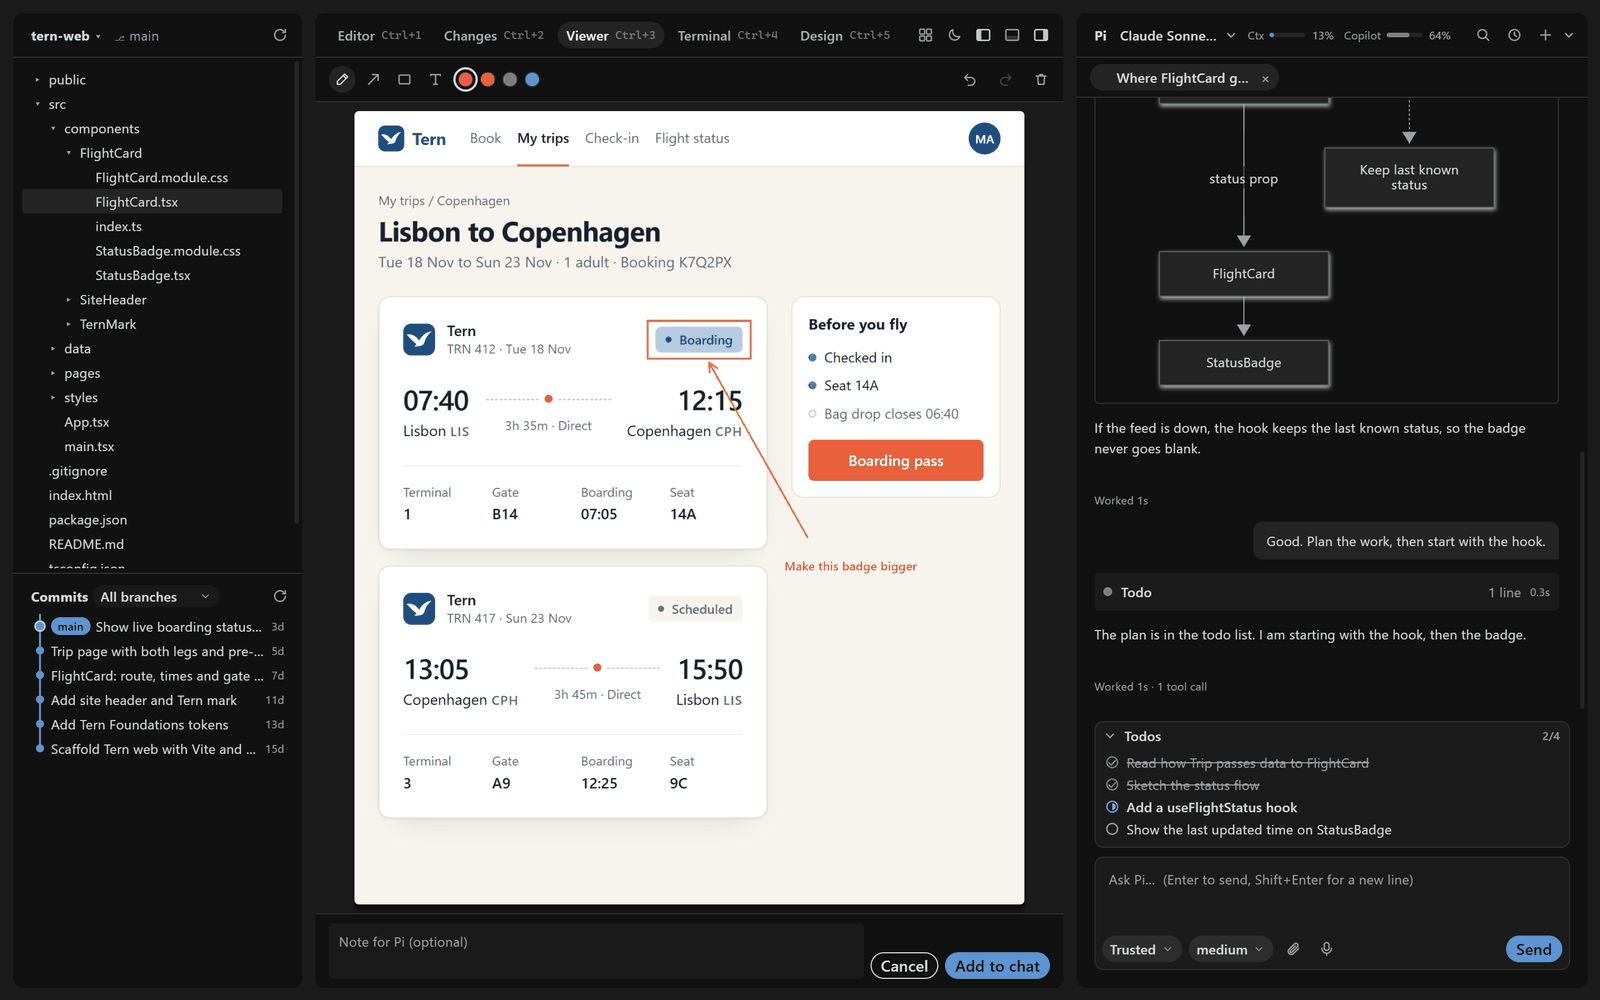 tern-web
main
public
src
components
FlightCard
FlightCard.module.css
FlightCard.tsx
index.ts
StatusBadge.module.css
StatusBadge.tsx
SiteHeader
TernMark
data
pages
styles
App.tsx
main.tsx
.gitignore
index.html
package.json
README.md
tsconfig.json
Commits All branches
main Show live boarding status... 3d
Trip page with both legs and pre-... 5d
FlightCard: route, times and gate ... 7d
Add site header and Tern mark 11d
Add Tern Foundations tokens 13d
Scaffold Tern web with Vite and ... 15d
Editor Ctrl+1 Changes Ctrl+2 Viewer Ctrl+3 Terminal Ctrl+4 Design Ctrl+5
T
Tern Book My trips Check-in Flight status MA
My trips / Copenhagen
Lisbon to Copenhagen
Tue 18 Nov to Sun 23 Nov · 1 adult · Booking K7Q2PX
Tern
TRN 412 · Tue 18 Nov
Boarding
07:40 12:15
Lisbon LIS 3h 35m · Direct Copenhagen CPH
Terminal Gate Boarding Seat
1 B14 07:05 14A
Before you fly
Checked in
Seat 14A
Bag drop closes 06:40
Boarding pass
Make this badge bigger
Tern
TRN 417 · Sun 23 Nov
Scheduled
13:05 15:50
Copenhagen CPH 3h 45m · Direct Lisbon LIS
Terminal Gate Boarding Seat
3 A9 12:25 9C
Note for Pi (optional)
Cancel Add to chat
Pi Claude Sonne... Ctx 13% Copilot 64%
Where FlightCard g... ×
status prop
Keep last known
status
FlightCard
StatusBadge
If the feed is down, the hook keeps the last known status, so the badge
never goes blank.
Worked 1s
Good. Plan the work, then start with the hook.
Todo 1 line 0.3s
The plan is in the todo list. I am starting with the hook, then the badge.
Worked 1s · 1 tool call
Todos 2/4
Read how Trip passes data to FlightCard
Sketch the status flow
Add a useFlightStatus hook
Show the last updated time on StatusBadge
Ask Pi... (Enter to send, Shift+Enter for a new line)
Trusted medium Send